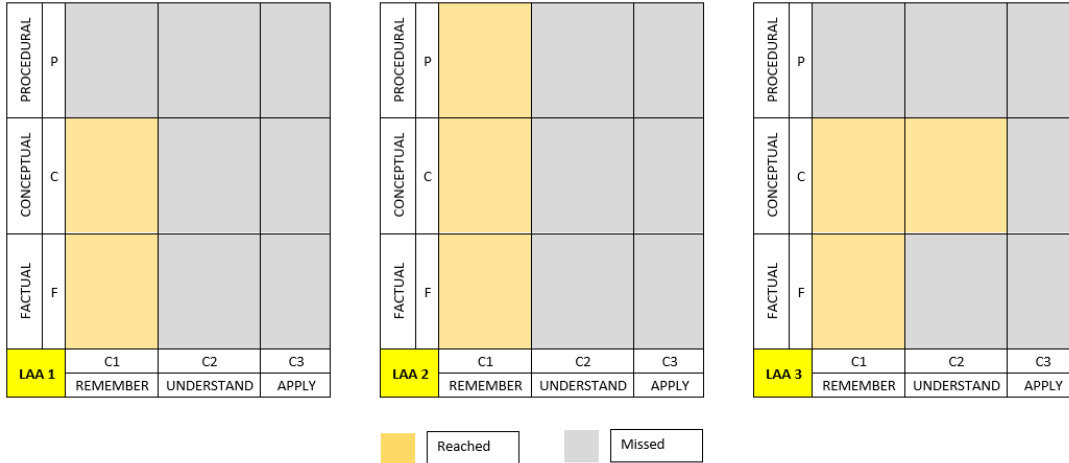 PROCEDURAL
P
CONCEPTUAL
C
FACTUAL
F
LAA 1
C1
C2
C3
REMEMBER
UNDERSTAND
APPLY
PROCEDURAL
P
CONCEPTUAL
C
FACTUAL
F
LAA 2
C1
C2
C3
REMEMBER
UNDERSTAND
APPLY
PROCEDURAL
P
CONCEPTUAL
C
FACTUAL
F
LAA 3
C1
C2
C3
REMEMBER
UNDERSTAND
APPLY
Reached
Missed